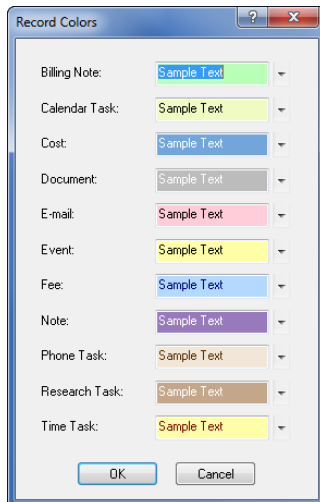 Record Colors
?
Billing Note: Sample Text
Calendar Task: Sample Text
Cost: Sample Text
Document: Sample Text
E-mail: Sample Text
Event: Sample Text
Fee: Sample Text
Note: Sample Text
Phone Task: Sample Text
Research Task: Sample Text
Time Task: Sample Text
OK Cancel